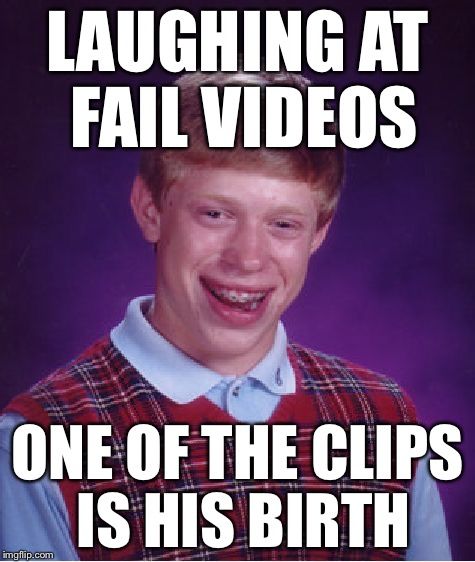 LAUGHING AT
FAIL VIDEOS
ONE OF THE CLIPS
IS HIS BIRTH
imgflip.com